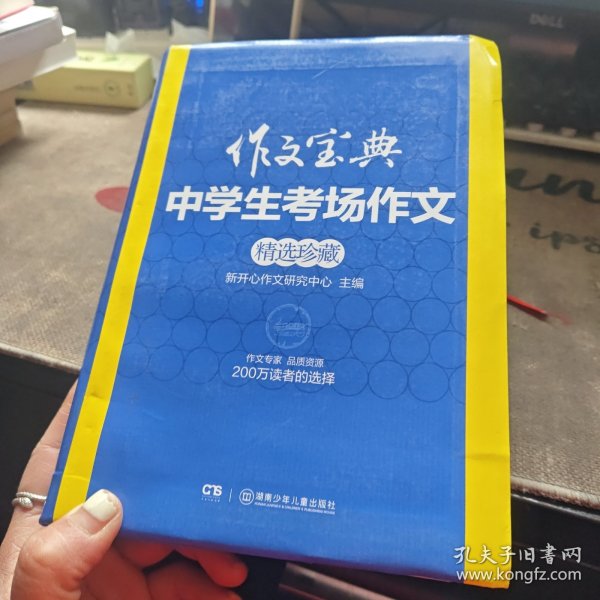 DELL
作文宝典
中学生考场作文
精选珍藏
新开心作文研究中心 主编
作文专家 品质资源
200万读者的选择
湖南少年儿童出版社
孔夫子旧书网
www.kongfz.com